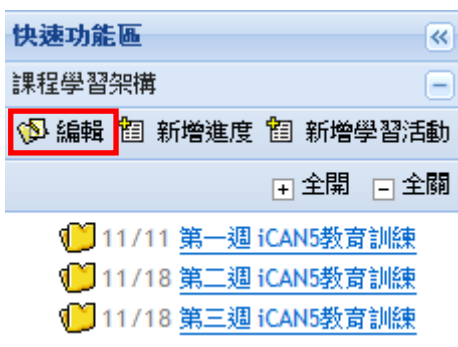 快速功能區
課程學習架構
編輯 新增進度 新增學習活動
全開 全關
11/11 第一週 iCAN5教育訓練
11/18 第二週 iCAN5教育訓練
11/18 第三週 iCAN5教育訓練